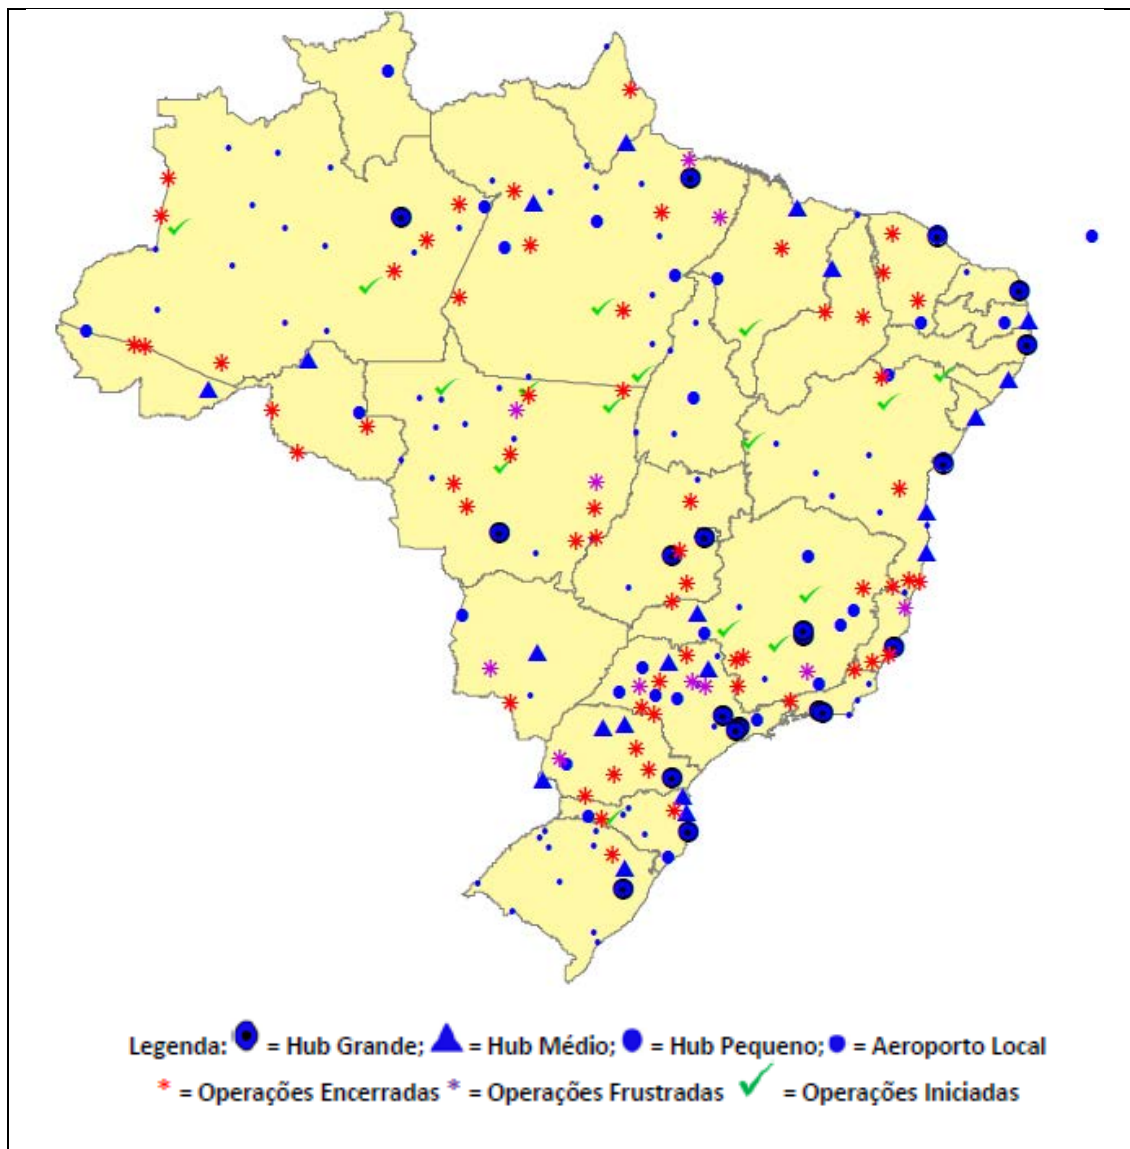 Legenda: = Hub Grande; = Hub Médio; = Hub Pequeno; = Aeroporto Local
* = Operações Encerradas * = Operações Frustradas = Operações Iniciadas